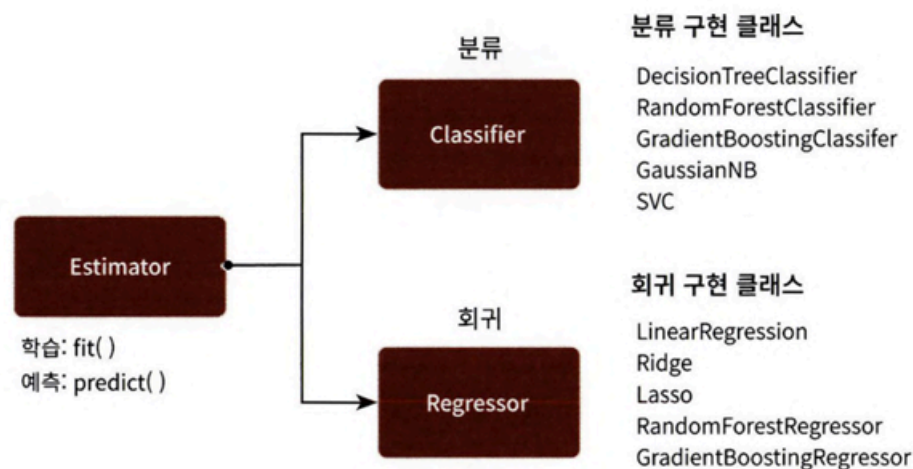 분류
Classifier
분류 구현 클래스
DecisionTreeClassifier
RandomForestClassifier
GradientBoostingClassifer
GaussianNB
SVC
Estimator
학습: fit( )
예측: predict( )
회귀
Regressor
회귀 구현 클래스
LinearRegression
Ridge
Lasso
RandomForestRegressor
GradientBoostingRegressor